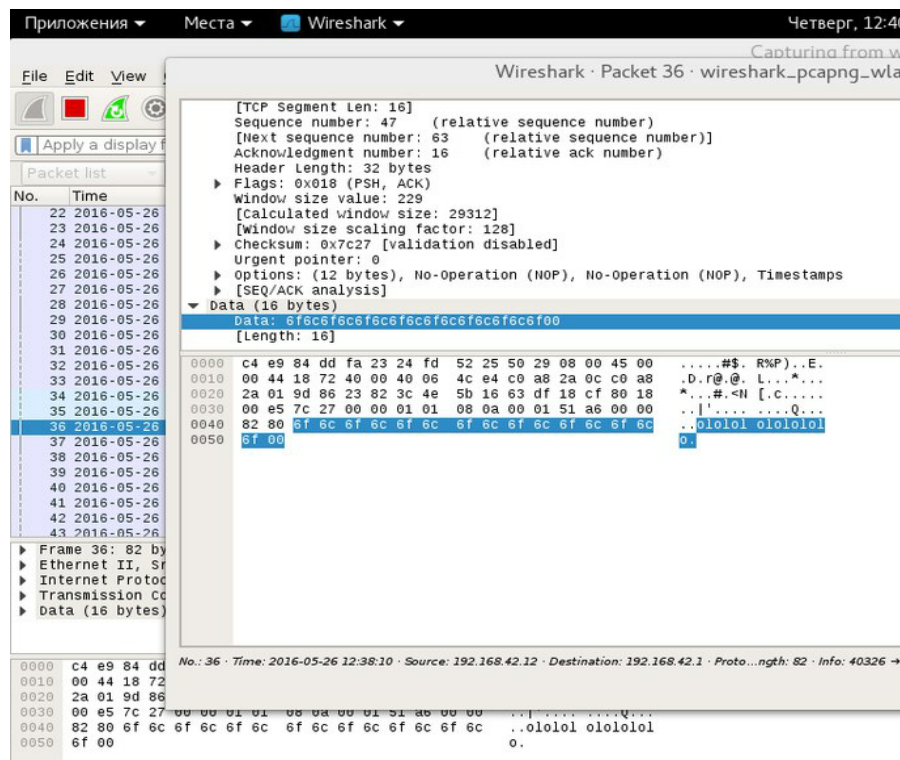 Приложения Места Wireshark Четверг, 12:40
Capturing from w
File Edit View
Wireshark · Packet 36 · wireshark_pcapng_wla
Apply a display f
Packet list
No. Time
22 2016-05-26
23 2016-05-26
24 2016-05-26
25 2016-05-26
26 2016-05-26
27 2016-05-26
28 2016-05-26
29 2016-05-26
30 2016-05-26
31 2016-05-26
32 2016-05-26
33 2016-05-26
34 2016-05-26
35 2016-05-26
36 2016-05-26
37 2016-05-26
38 2016-05-26
39 2016-05-26
40 2016-05-26
41 2016-05-26
42 2016-05-26
43 2016-05-26
Frame 36: 82 by
Ethernet II, Sr
Internet Protoc
Transmission Co
Data (16 bytes)
[TCP Segment Len: 16]
Sequence number: 47 (relative sequence number)
[Next sequence number: 63 (relative sequence number)]
Acknowledgment number: 16 (relative ack number)
Header Length: 32 bytes
Flags: 0x018 (PSH, ACK)
Window size value: 229
[Calculated window size: 29312]
[Window size scaling factor: 128]
Checksum: 0x7c27 [validation disabled]
Urgent pointer: 0
Options: (12 bytes), No-Operation (NOP), No-Operation (NOP), Timestamps
[SEQ/ACK analysis]
Data (16 bytes)
Data: 6f6c6f6c6f6c6f6c6f6c6f6c6f6c6f00
[Length: 16]
0000 c4 e9 84 dd fa 23 24 fd 52 25 50 29 08 00 45 00 .....#$. R%P)..E.
0010 00 44 18 72 40 00 40 06 4c e4 c0 a8 2a 0c c0 a8 .D.r@.@. L...*...
0020 2a 01 9d 86 23 82 3c 4e 5b 16 63 df 18 cf 80 18 *...#.<N [.c.....
0030 00 e5 7c 27 00 00 01 01 08 0a 00 01 51 a6 00 00 ..|'.... ....Q...
0040 82 80 6f 6c 6f 6c 6f 6c 6f 6c 6f 6c 6f 6c 6f 6c ..ololol olololol
0050 6f 00 o.
No.: 36 · Time: 2016-05-26 12:38:10 · Source: 192.168.42.12 · Destination: 192.168.42.1 · Proto...ngth: 82 · Info: 40326 →
0000 c4 e9 84 dd
0010 00 44 18 72
0020 2a 01 9d 86
0030 00 e5 7c 27 00 00 01 01 08 0a 00 01 51 a6 00 00 ..|'.... ....Q...
0040 82 80 6f 6c 6f 6c 6f 6c 6f 6c 6f 6c 6f 6c 6f 6c ..ololol olololol
0050 6f 00 o.